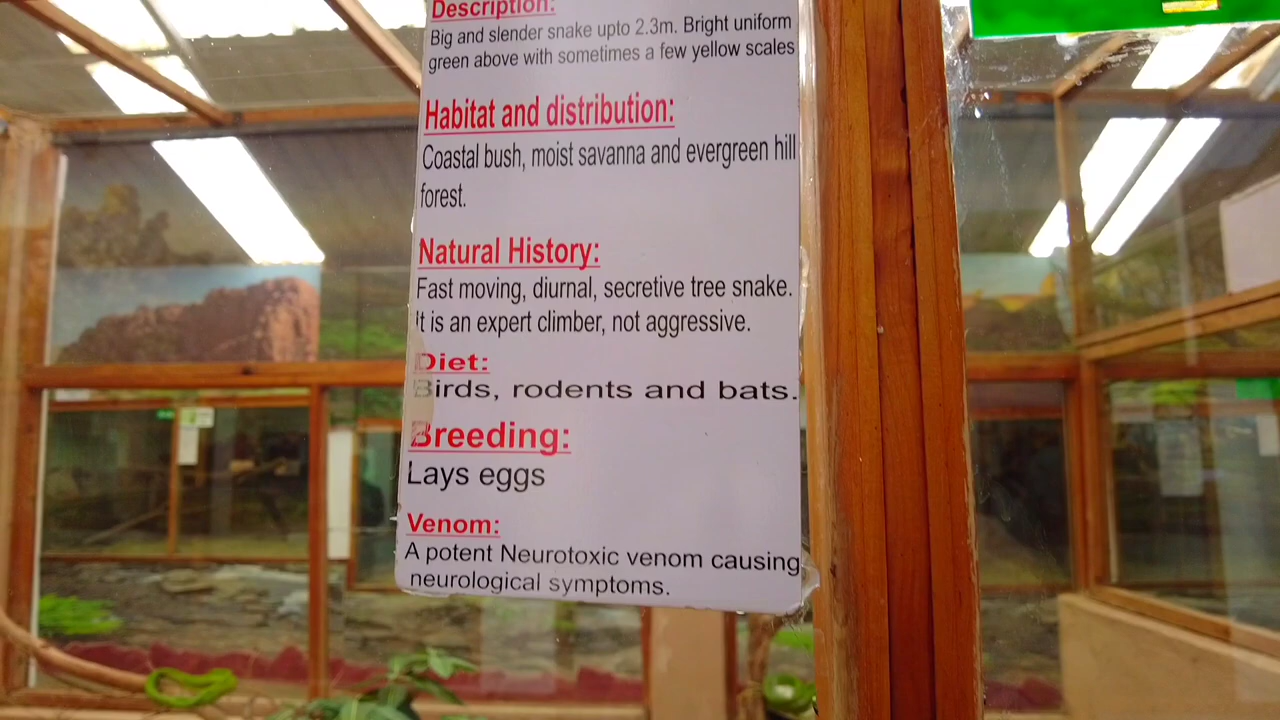 Description:
Big and slender snake upto 2.3m. Bright uniform
green above with sometimes a few yellow scales
Habitat and distribution:
Coastal bush, moist savanna and evergreen hill
forest.
Natural History:
Fast moving, diurnal, secretive tree snake.
It is an expert climber, not aggressive.
Diet:
Birds, rodents and bats.
Breeding:
Lays eggs
Venom:
A potent Neurotoxic venom causing
neurological symptoms.